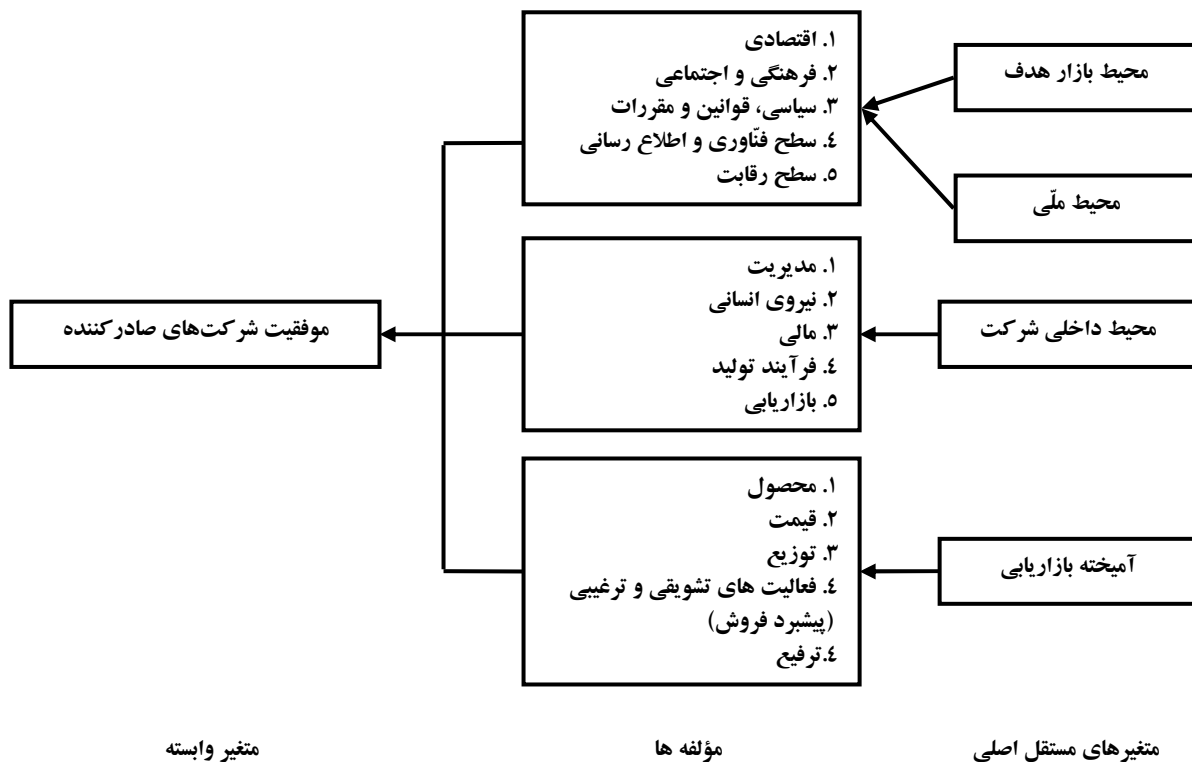 محیط بازار هدف
محیط ملّی
محیط داخلی شرکت
آمیخته بازاریابی
۱. اقتصادی
۲. فرهنگی و اجتماعی
۳. سیاسی، قوانین و مقررات
٤. سطح فنّاوری و اطلاع رسانی
٥. سطح رقابت
۱. مدیریت
۲. نیروی انسانی
۳. مالی
٤. فرآیند تولید
٥. بازاریابی
۱. محصول
۲. قیمت
۳. توزیع
٤. فعالیت های تشویقی و ترغیبی
(پیشبرد فروش)
٤.ترفیع
موفقیت شرکت‌های صادرکننده
متغیرهای مستقل اصلی
مؤلفه ها
متغیر وابسته